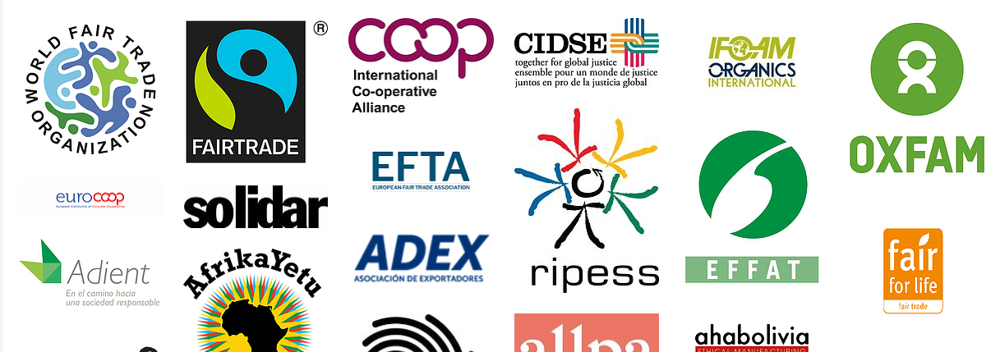 WORLD FAIR TRADE ORGANIZATION
®
FAIRTRADE
coop
International
Co-operative
Alliance
CIDSE
together for global justice
ensemble pour un monde de justice
juntos en pro de la justicia global
IFOAM
ORGANICS
INTERNATIONAL
OXFAM
eurocoop
European Community of Consumer Co-operatives
solidar
EFTA
EUROPEAN FAIR TRADE ASSOCIATION
ripess
EFFAT
Adient
En el camino hacia
una sociedad responsable
AfrikaYetu
ADEX
ASOCIACIÓN DE EXPORTADORES
fair
for life
fair trade
allpa
ahabolivia
ETHICAL MANUFACTURING